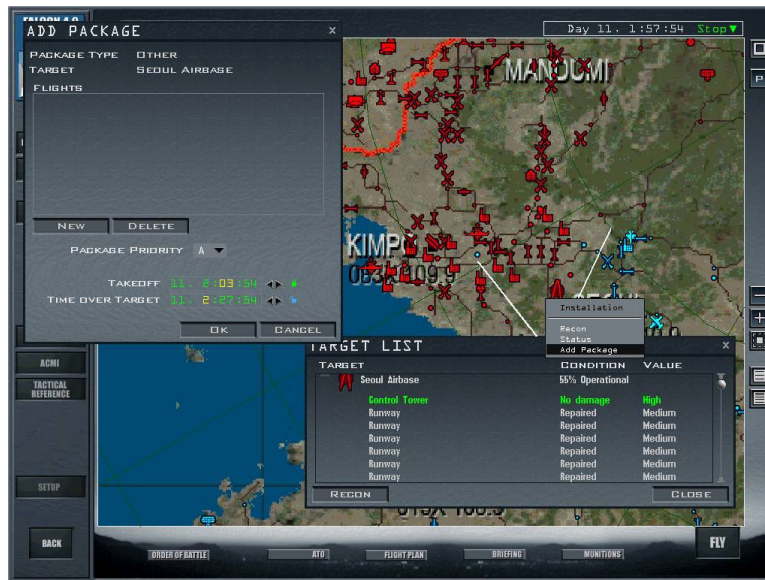 FALCON 4.0
ADD PACKAGE x
PACKAGE TYPE OTHER
TARGET SEOUL AIRBASE
FLIGHTS
NEW DELETE
PACKAGE PRIORITY A
TAKEOFF 11, 2:03:54
TIME OVER TARGET 11, 2:27:54
OK CANCEL
Day 11, 1:57:54 Stop
MANDUMI
P
Installation
Recon
Status
Add Package
TARGET LIST x
TARGET CONDITION VALUE
Seoul Airbase 55% Operational
Control Tower No damage High
Runway Repaired Medium
Runway Repaired Medium
Runway Repaired Medium
Runway Repaired Medium
Runway Repaired Medium
Runway Repaired Medium
RECON CLOSE
ACMI
TACTICAL
REFERENCE
SETUP
BACK
ORDER OF BATTLE ATO FLIGHT PLAN BRIEFING MUNITIONS FLY